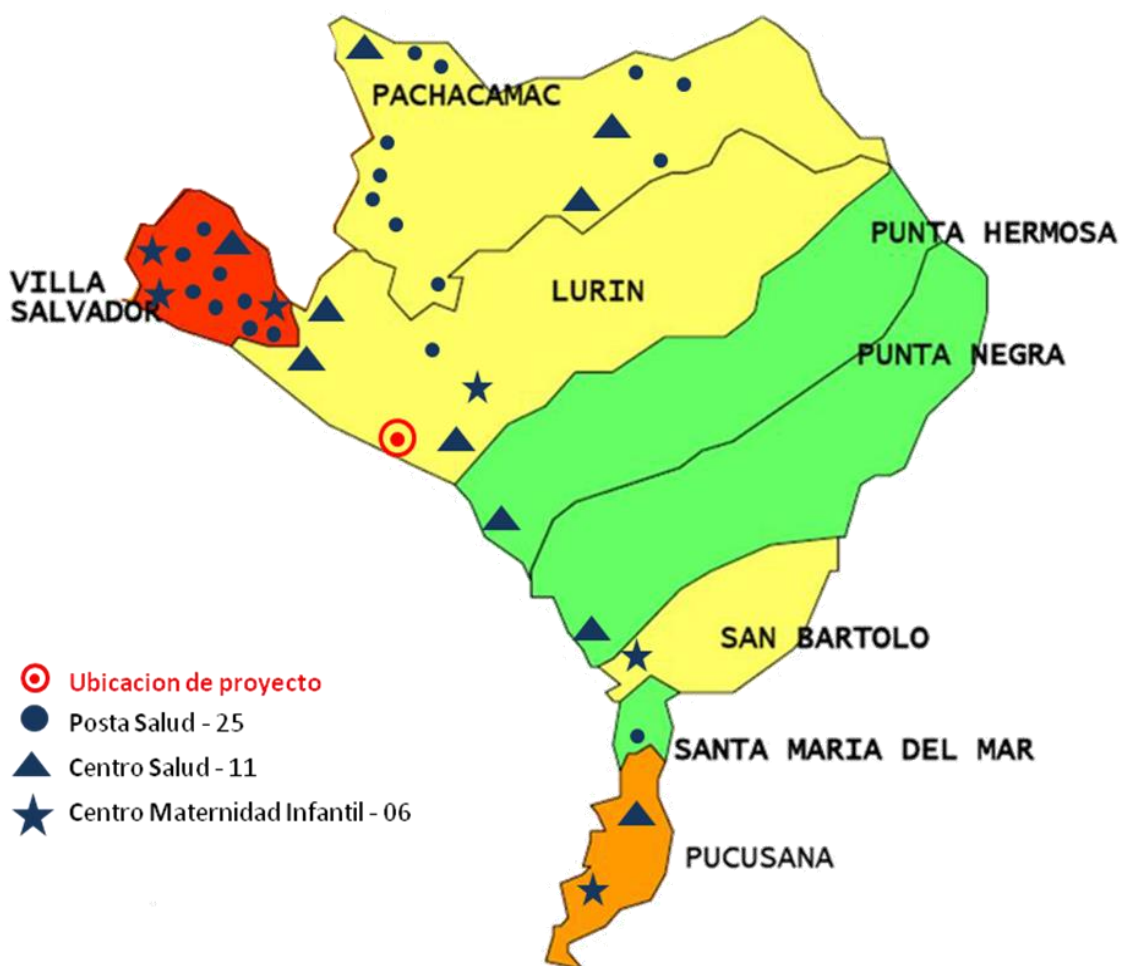 PACHACAMAC
PUNTA HERMOSA
VILLA
SALVADOR
LURIN
PUNTA NEGRA
SAN BARTOLO
Ubicacion de proyecto
Posta Salud - 25
Centro Salud - 11
SANTA MARIA DEL MAR
Centro Maternidad Infantil - 06
PUCUSANA